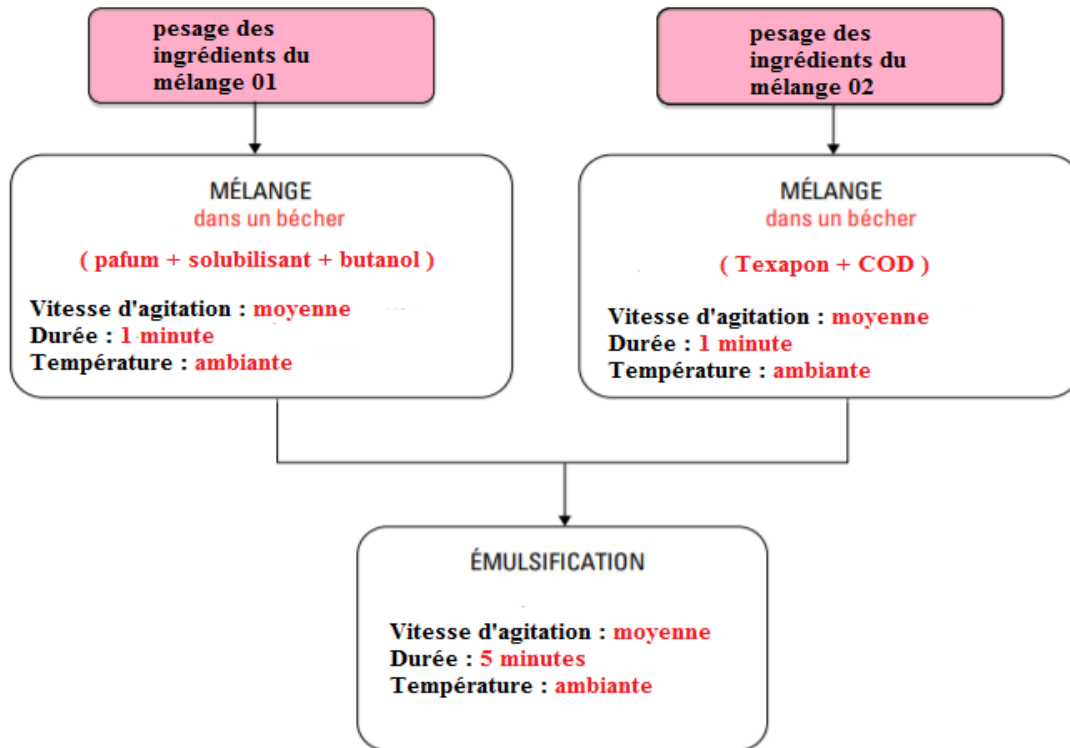 pesage des
ingrédients du
mélange 01
pesage des
ingrédients du
mélange 02
MÉLANGE
dans un bécher
( pafum + solubilisant + butanol )
Vitesse d'agitation : moyenne
Durée : 1 minute
Température : ambiante
MÉLANGE
dans un bécher
( Texapon + COD )
Vitesse d'agitation : moyenne
Durée : 1 minute
Température : ambiante
ÉMULSIFICATION
Vitesse d'agitation : moyenne
Durée : 5 minutes
Température : ambiante